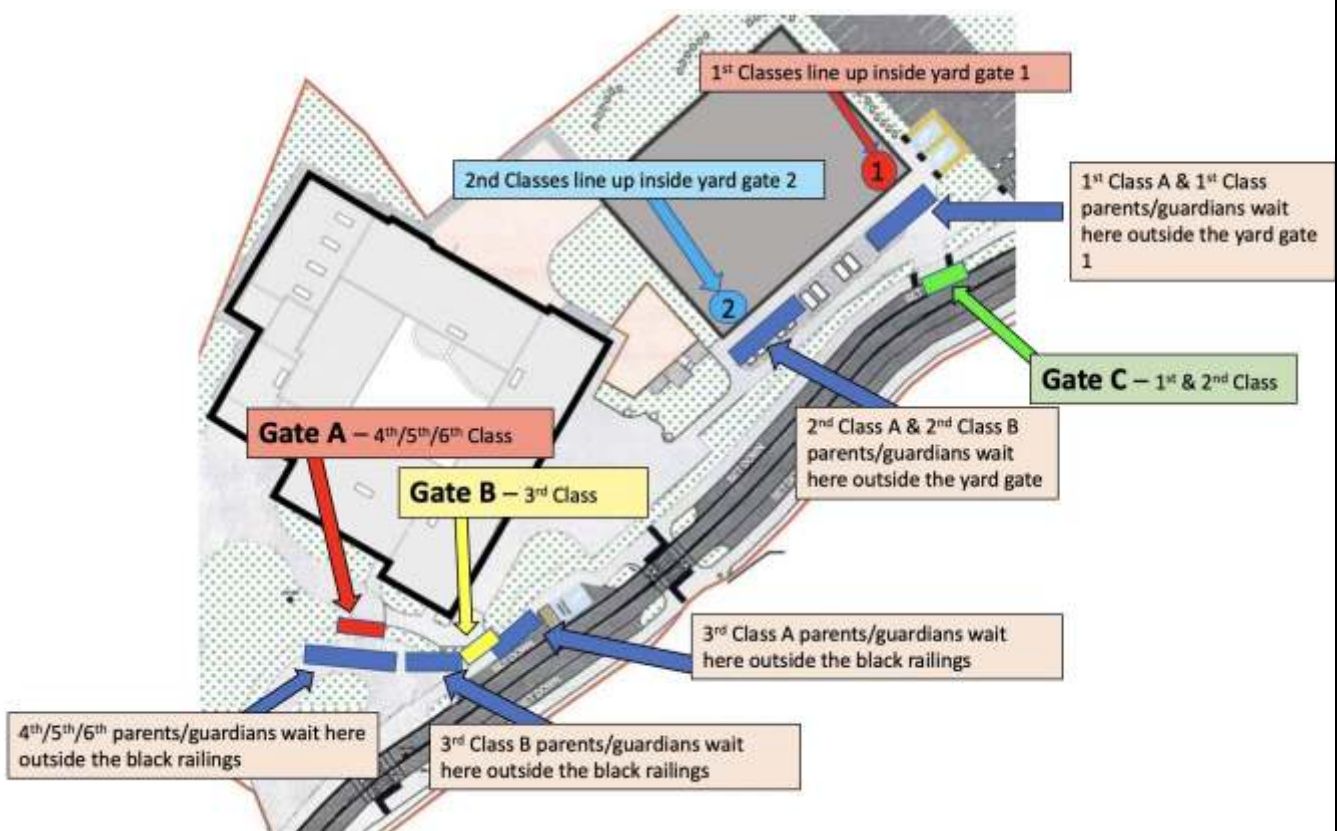 1st Classes line up inside yard gate 1
1
2nd Classes line up inside yard gate 2
1st Class A & 1st Class
parents/guardians wait
here outside the yard gate
1
2
Gate C – 1st & 2nd Class
2nd Class A & 2nd Class B
parents/guardians wait
here outside the yard gate
Gate A – 4th/5th/6th Class
Gate B – 3rd Class
3rd Class A parents/guardians wait
here outside the black railings
4th/5th/6th parents/guardians wait here
outside the black railings
3rd Class B parents/guardians wait
here outside the black railings
SET DOWN
SET DOWN